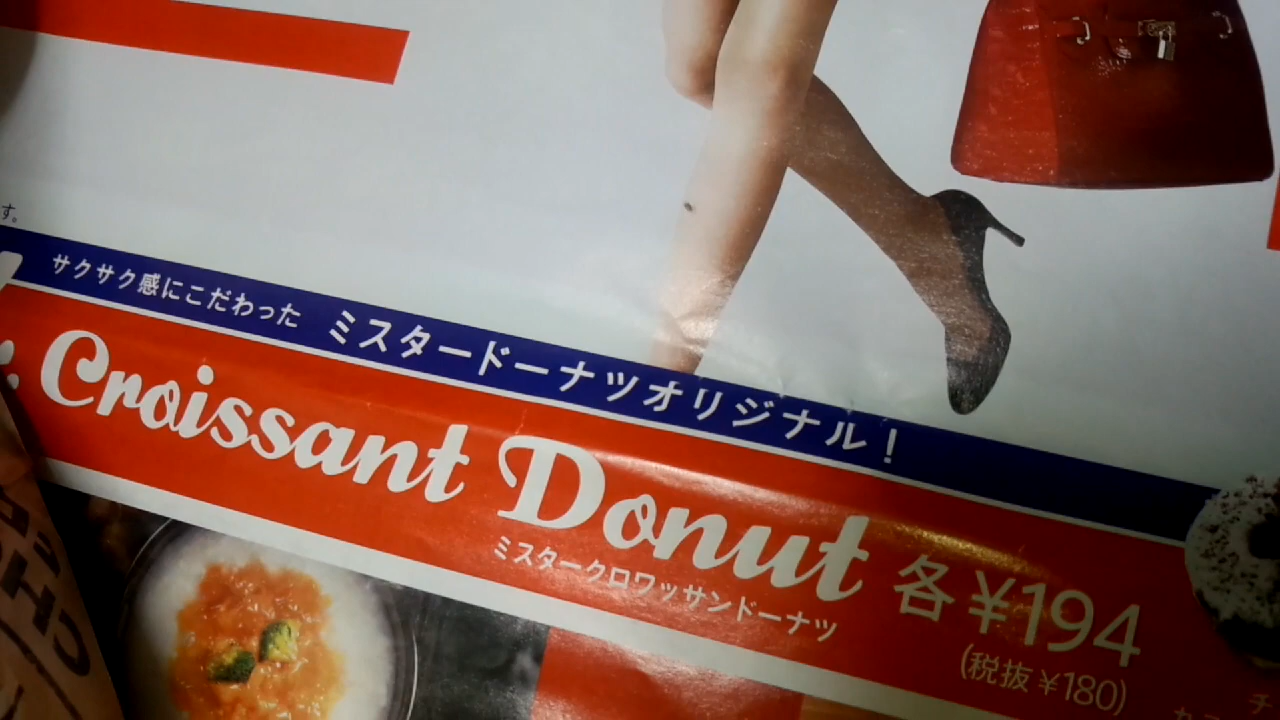 す。
サクサク感にこだわった ミスタードーナツオリジナル!
Croissant Donut 各¥194
ミスタークロワッサンドーナツ (税抜¥180)